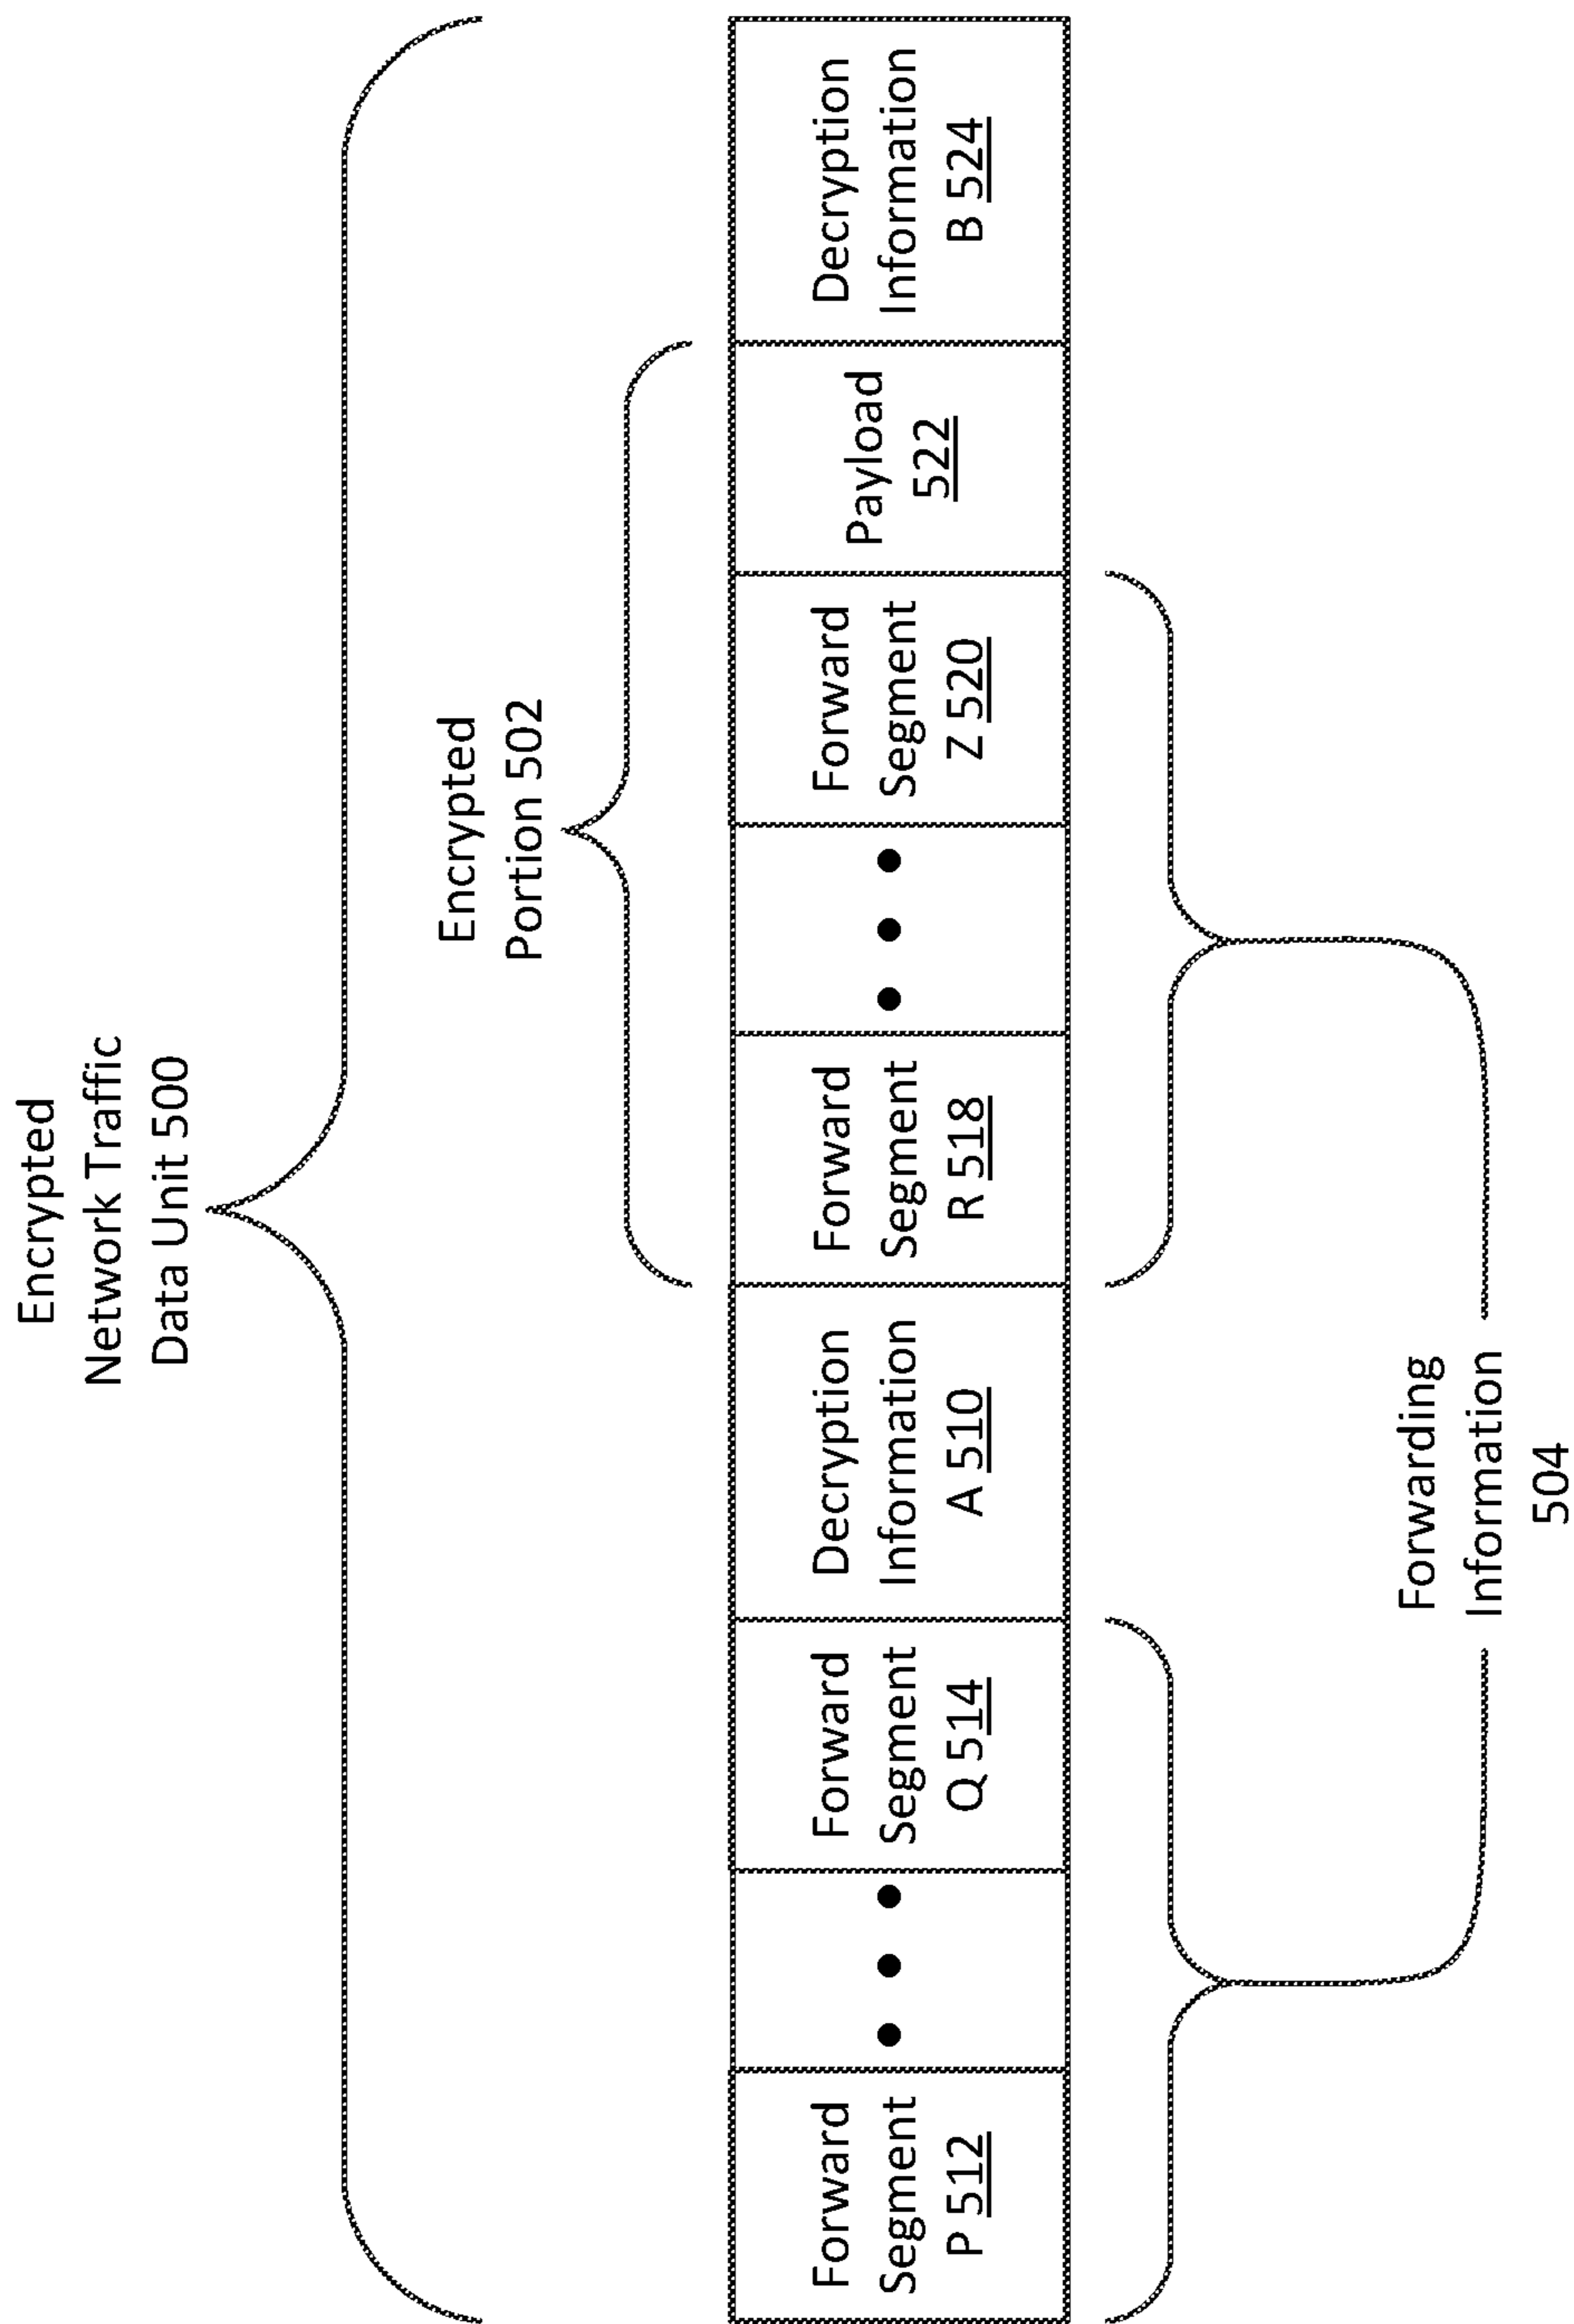 Encrypted
Network Traffic
Data Unit 500
Encrypted
Portion 502
Forward
Segment
P 512
Forward
Segment
Q 514
Decryption
Information
A 510
Forward
Segment
R 518
Forward
Segment
Z 520
Payload
522
Decryption
Information
B 524
Forwarding
Information
504